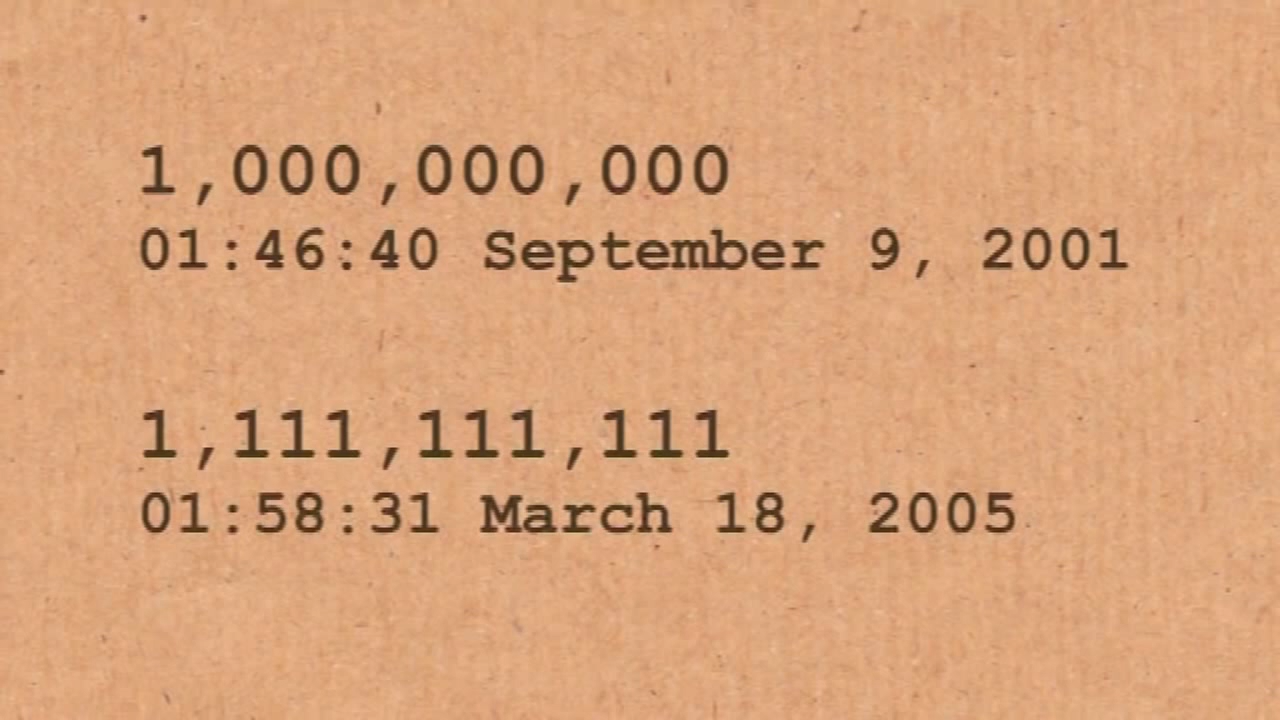 1,000,000,000
01:46:40 September 9, 2001
1,111,111,111
01:58:31 March 18, 2005